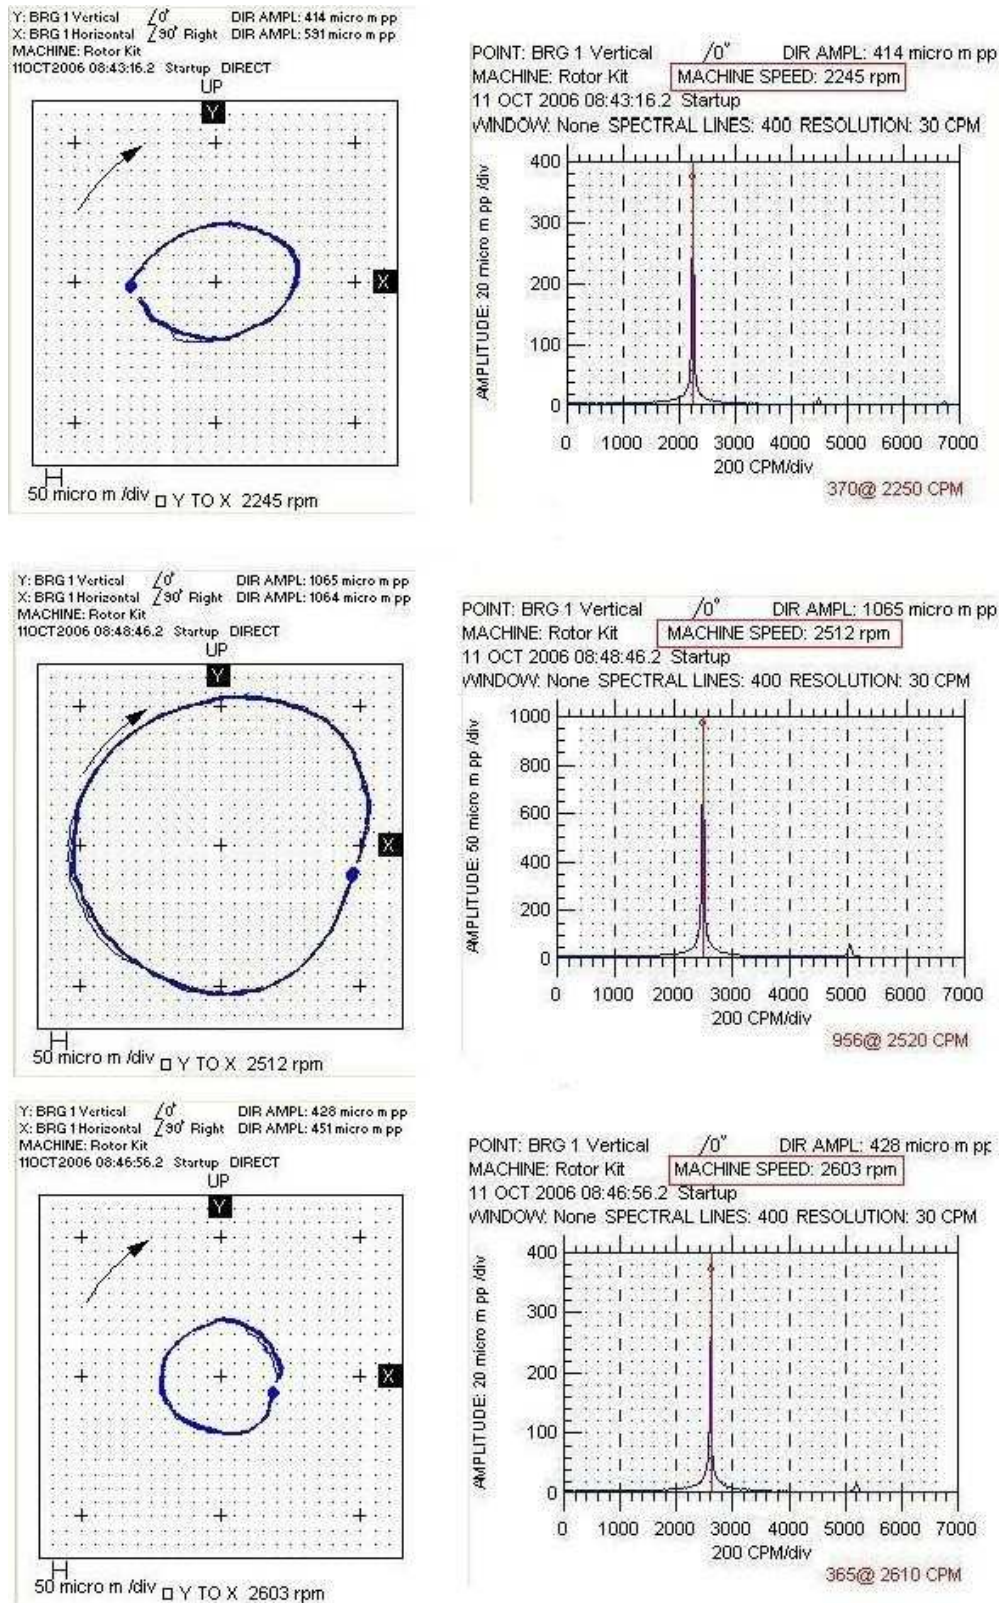 Y: BRG 1 Vertical ∠0° DIR AMPL: 414 micro m pp
X: BRG 1 Horizontal ∠90° Right DIR AMPL: 591 micro m pp
MACHINE: Rotor Kit
11OCT2006 08:43:16.2 Startup DIRECT
UP
Y
X
50 micro m /div □ Y TO X 2245 rpm
POINT: BRG 1 Vertical /0° DIR AMPL: 414 micro m pp
MACHINE: Rotor Kit MACHINE SPEED: 2245 rpm
11 OCT 2006 08:43:16.2 Startup
WINDOW: None SPECTRAL LINES: 400 RESOLUTION: 30 CPM
AMPLITUDE: 20 micro m pp /div
400
300
200
100
0
0 1000 2000 3000 4000 5000 6000 7000
200 CPM/div
370@ 2250 CPM
Y: BRG 1 Vertical ∠0° DIR AMPL: 1065 micro m pp
X: BRG 1 Horizontal ∠90° Right DIR AMPL: 1064 micro m pp
MACHINE: Rotor Kit
11OCT2006 08:48:46.2 Startup DIRECT
UP
Y
X
50 micro m /div □ Y TO X 2512 rpm
POINT: BRG 1 Vertical /0° DIR AMPL: 1065 micro m pp
MACHINE: Rotor Kit MACHINE SPEED: 2512 rpm
11 OCT 2006 08:48:46.2 Startup
WINDOW: None SPECTRAL LINES: 400 RESOLUTION: 30 CPM
AMPLITUDE: 50 micro m pp /div
1000
800
600
400
200
0
0 1000 2000 3000 4000 5000 6000 7000
200 CPM/div
956@ 2520 CPM
Y: BRG 1 Vertical ∠0° DIR AMPL: 428 micro m pp
X: BRG 1 Horizontal ∠90° Right DIR AMPL: 451 micro m pp
MACHINE: Rotor Kit
11OCT2006 08:46:56.2 Startup DIRECT
UP
Y
X
50 micro m /div □ Y TO X 2603 rpm
POINT: BRG 1 Vertical /0° DIR AMPL: 428 micro m pp
MACHINE: Rotor Kit MACHINE SPEED: 2603 rpm
11 OCT 2006 08:46:56.2 Startup
WINDOW: None SPECTRAL LINES: 400 RESOLUTION: 30 CPM
AMPLITUDE: 20 micro m pp /div
400
300
200
100
0
0 1000 2000 3000 4000 5000 6000 7000
200 CPM/div
365@ 2610 CPM